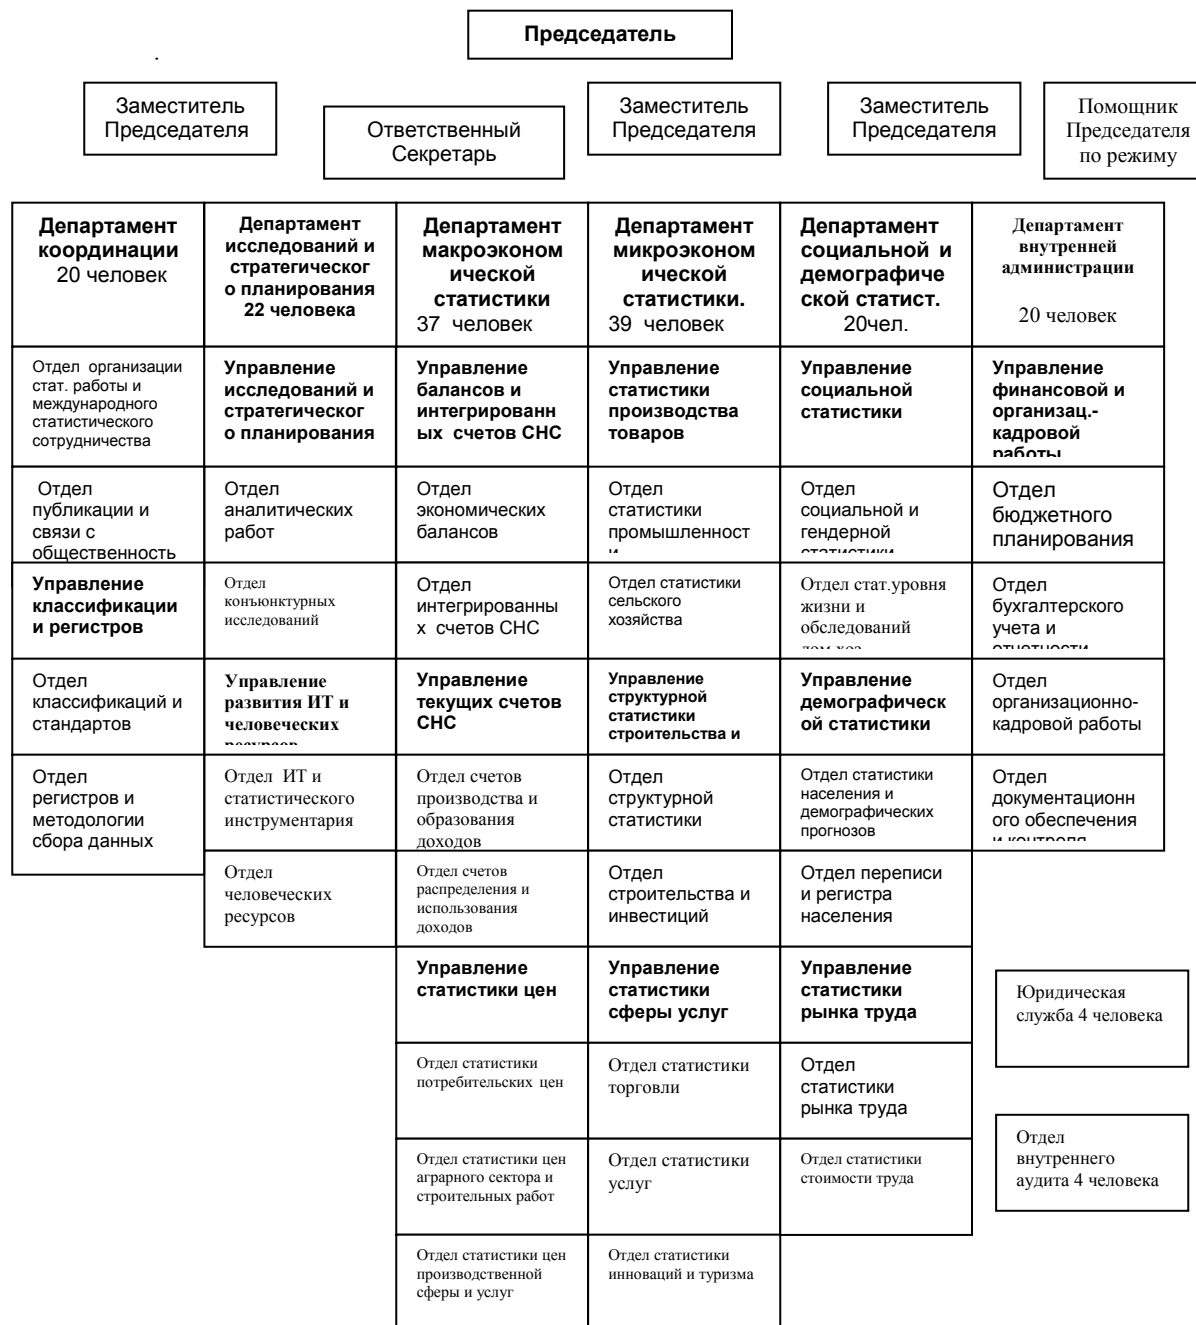 Председатель
.
Заместитель
Председателя
Ответственный
Секретарь
Заместитель
Председателя
Заместитель
Председателя
Помощник
Председателя
по режиму
Департамент
координации
20 человек
Департамент
исследований и
стратегическог
о планирования
22 человека
Департамент
макроэконом
ической
статистики
37 человек
Департамент
микроэконом
ической
статистики.
39 человек
Департамент
социальной и
демографиче
ской статист.
20чел.
Департамент
внутренней
администрации
20 человек
Отдел организации
стат. работы и
международного
статистического
сотрудничества
Управление
исследований и
стратегическог
о планирования
Управление
балансов и
интегрированн
ых счетов СНС
Управление
статистики
производства
товаров
Управление
социальной
статистики
Управление
финансовой и
организац.-
кадровой
работы
Отдел
публикации и
связи с
общественность
Отдел
аналитических
работ
Отдел
экономических
балансов
Отдел
статистики
промышленност
и
Отдел
социальной и
гендерной
статистики
Отдел
бюджетного
планирования
Управление
классификации
и регистров
Отдел
конъюнктурных
исследований
Отдел
интегрированны
х счетов СНС
Отдел статистики
сельского
хозяйства
Отдел стат.уровня
жизни и
обследований
дом.хоз
Отдел
бухгалтерского
учета и
отчетности
Отдел
классификаций и
стандартов
Управление
развития ИТ и
человеческих
ресурсов
Управление
текущих счетов
СНС
Управление
структурной
статистики
строительства и
Управление
демографическ
ой статистики
Отдел
организационно-
кадровой работы
Отдел
регистров и
методологии
сбора данных
Отдел ИТ и
статистического
инструментария
Отдел счетов
производства и
образования
доходов
Отдел
структурной
статистики
Отдел статистики
населения и
демографических
прогнозов
Отдел
документационн
ого обеспечения
и контроля
Отдел
человеческих
ресурсов
Отдел счетов
распределения и
использования
доходов
Отдел
строительства и
инвестиций
Отдел переписи
и регистра
населения
Управление
статистики цен
Управление
статистики
сферы услуг
Управление
статистики
рынка труда
Юридическая
служба 4 человека
Отдел статистики
потребительских цен
Отдел статистики
торговли
Отдел
статистики
рынка труда
Отдел статистики цен
аграрного сектора и
строительных работ
Отдел статистики
услуг
Отдел статистики
стоимости труда
Отдел
внутреннего
аудита 4 человека
Отдел статистики цен
производственной
сферы и услуг
Отдел статистики
инноваций и туризма